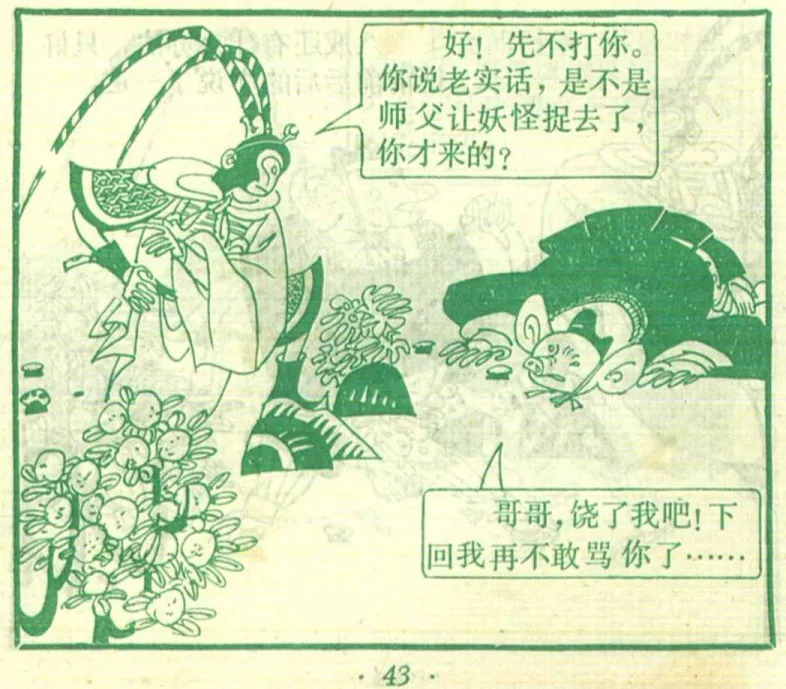 好！先不打你。
你说老实话，是不是
师父让妖怪捉去了，
你才来的？
哥哥，饶了我吧！下
回我再不敢骂你了……
·43·